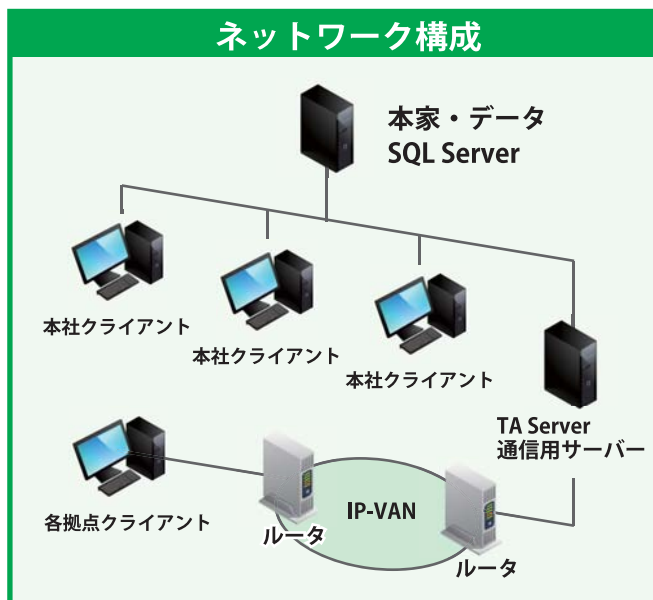 ネットワーク構成
本家・データ
SQL Server
本社クライアント
本社クライアント
本社クライアント
TA Server
通信用サーバー
各拠点クライアント
ルータ
IP-VAN
ルータ